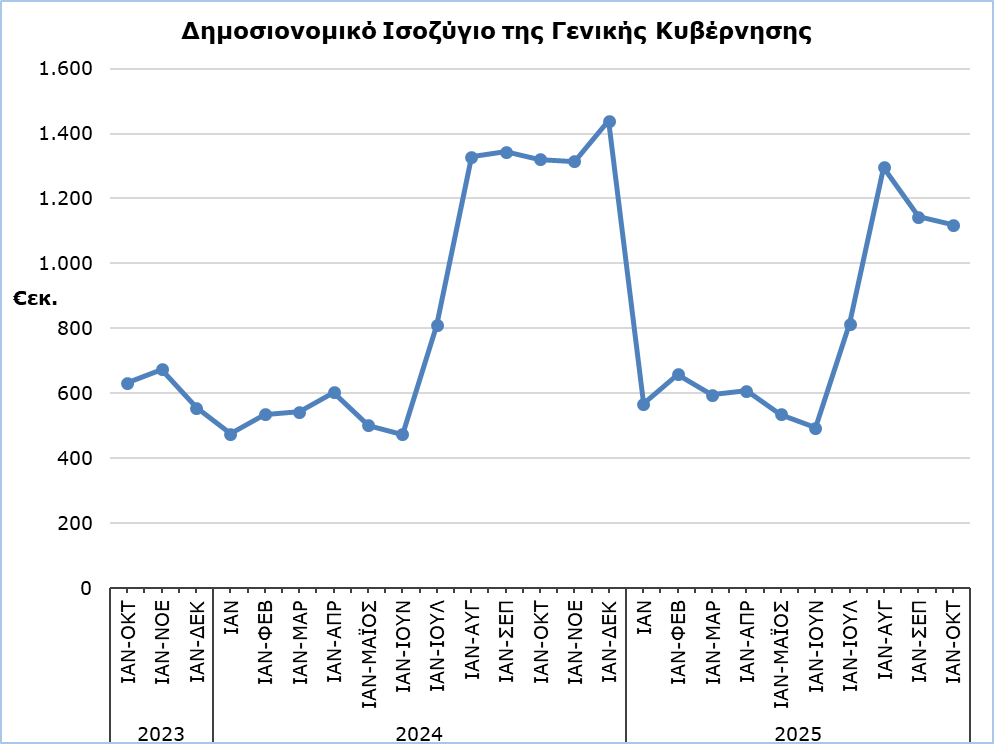 Δημοσιονομικό Ισοζύγιο της Γενικής Κυβέρνησης
1.600
1.400
1.200
1.000
€εκ.
800
600
400
200
0
ΙΑΝ-ΟΚΤ
ΙΑΝ-ΝΟΕ
ΙΑΝ-ΔΕΚ
ΙΑΝ
ΙΑΝ-ΦΕΒ
ΙΑΝ-ΜΑΡ
ΙΑΝ-ΑΠΡ
ΙΑΝ-ΜΑΪΟΣ
ΙΑΝ-ΙΟΥΝ
ΙΑΝ-ΙΟΥΛ
ΙΑΝ-ΑΥΓ
ΙΑΝ-ΣΕΠ
ΙΑΝ-ΟΚΤ
ΙΑΝ-ΝΟΕ
ΙΑΝ-ΔΕΚ
ΙΑΝ
ΙΑΝ-ΦΕΒ
ΙΑΝ-ΜΑΡ
ΙΑΝ-ΑΠΡ
ΙΑΝ-ΜΑΪΟΣ
ΙΑΝ-ΙΟΥΝ
ΙΑΝ-ΙΟΥΛ
ΙΑΝ-ΑΥΓ
ΙΑΝ-ΣΕΠ
ΙΑΝ-ΟΚΤ
2023 2024 2025